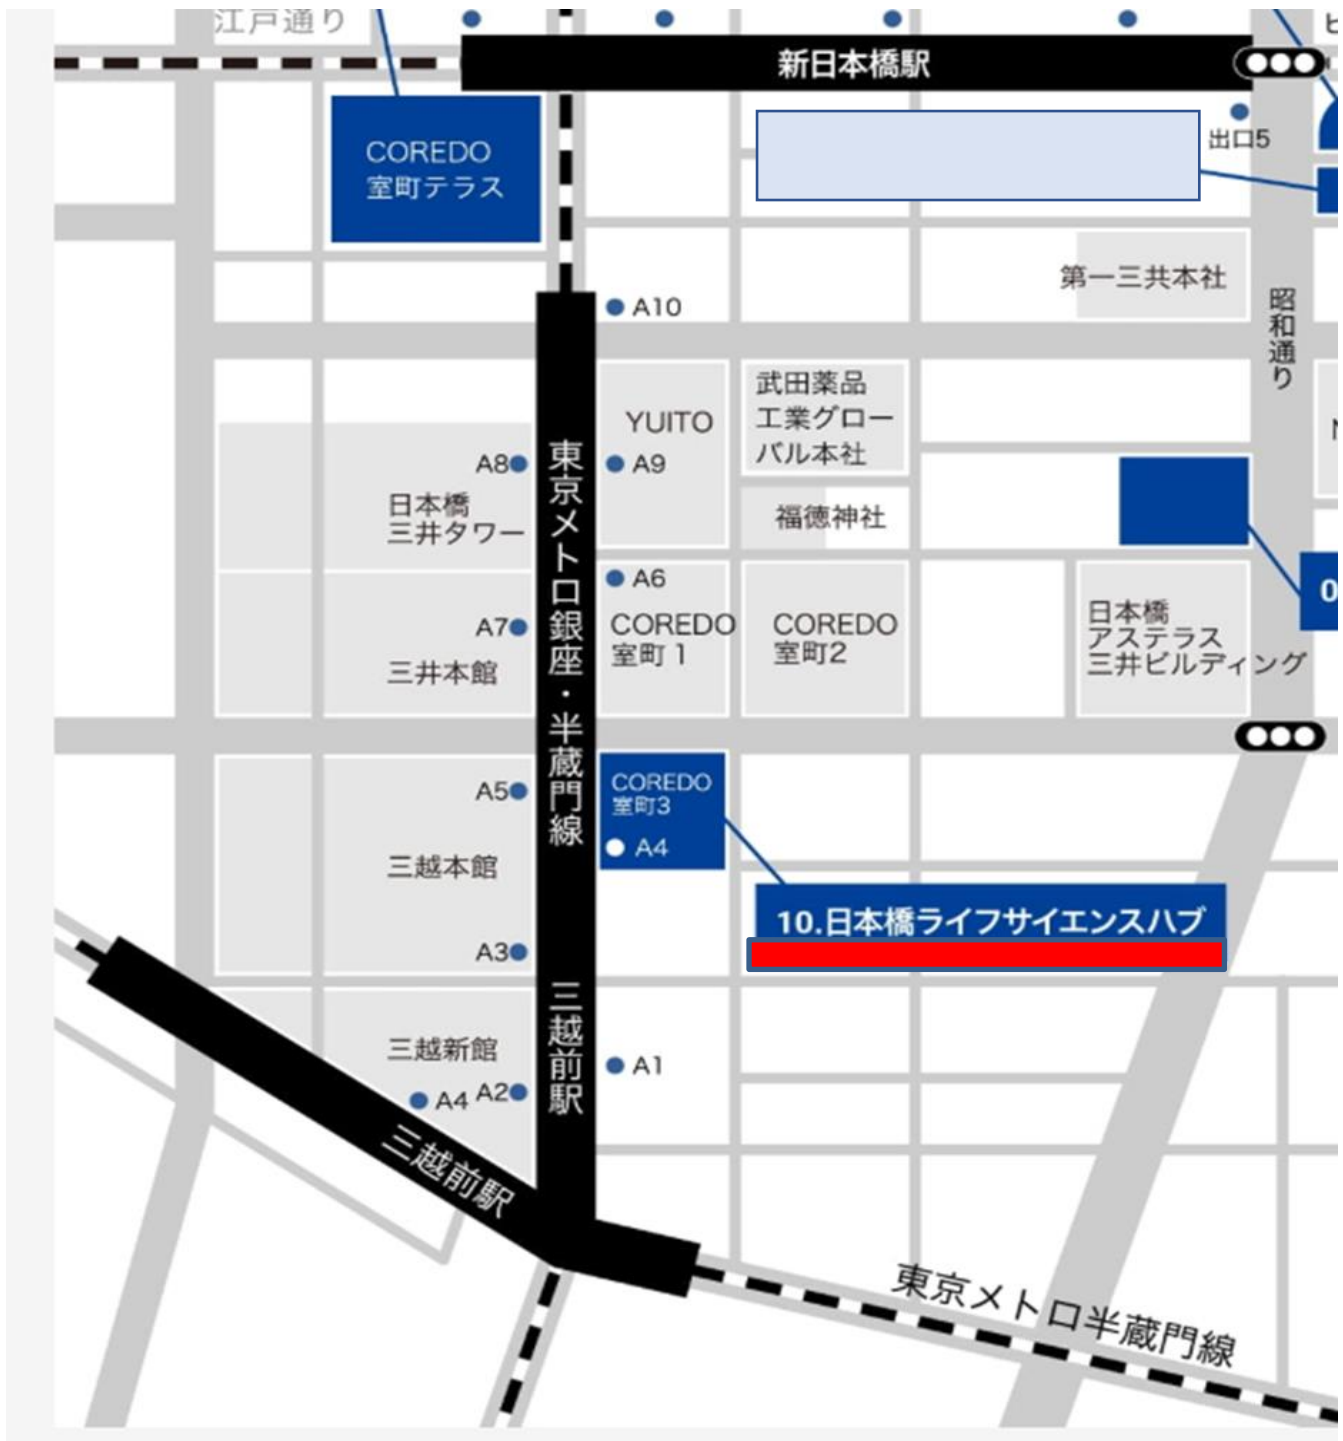 江戸通り
新日本橋駅
出口5
COREDO
室町テラス
第一三共本社
昭和通り
A10
YUITO
A9
武田薬品
工業グロー
バル本社
福徳神社
A8
日本橋
三井タワー
A7
三井本館
東京メトロ銀座・半蔵門線
三越前駅
A6
COREDO
室町1
COREDO
室町2
日本橋
アステラス
三井ビルディング
0
COREDO
室町3
A4
10.日本橋ライフサイエンスハブ
A5
三越本館
A3
三越新館
A4
A2
A1
三越前駅
東京メトロ半蔵門線